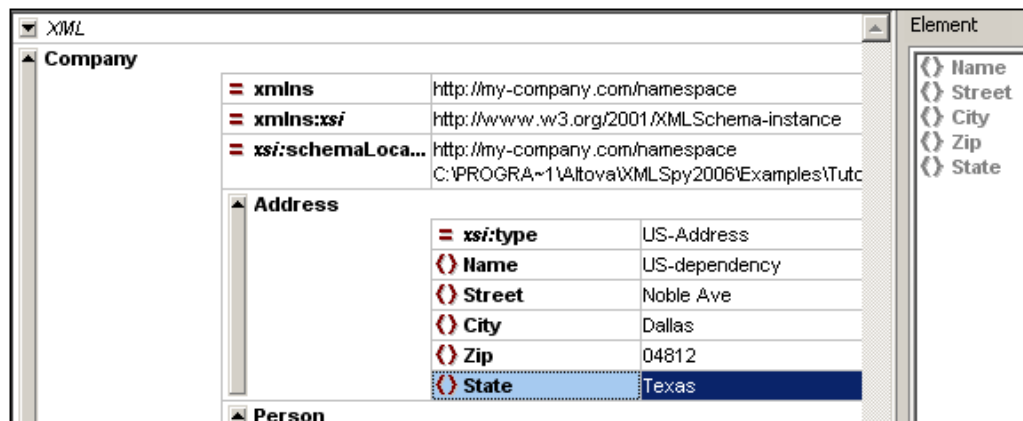 XML
Element
Company
= xmlns http://my-company.com/namespace
= xmlns:xsi http://www.w3.org/2001/XMLSchema-instance
= xsi:schemaLoca... http://my-company.com/namespace
C:\PROGRA~1\Altova\XMLSpy2006\Examples\Tuto
Address
= xsi:type US-Address
() Name US-dependency
() Street Noble Ave
() City Dallas
() Zip 04812
() State Texas
Person
() Name
() Street
() City
() Zip
() State